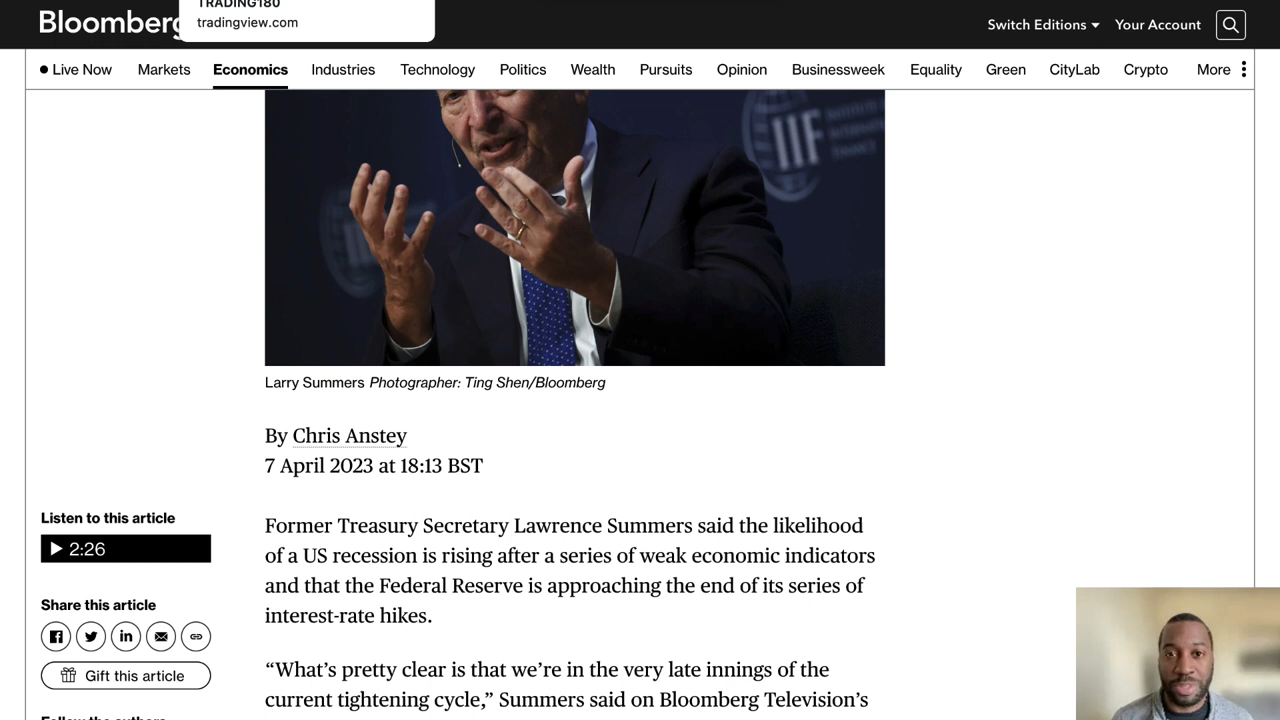 TRADING180
tradingview.com
Bloomberg
Switch Editions
Your Account
Live Now
Markets
Economics
Industries
Technology
Politics
Wealth
Pursuits
Opinion
Businessweek
Equality
Green
CityLab
Crypto
More
IIF
Larry Summers Photographer: Ting Shen/Bloomberg
By Chris Anstey
7 April 2023 at 18:13 BST
Listen to this article
2:26
Share this article
Gift this article
Follow the authors
Former Treasury Secretary Lawrence Summers said the likelihood
of a US recession is rising after a series of weak economic indicators
and that the Federal Reserve is approaching the end of its series of
interest-rate hikes.
“What’s pretty clear is that we’re in the very late innings of the
current tightening cycle,” Summers said on Bloomberg Television’s